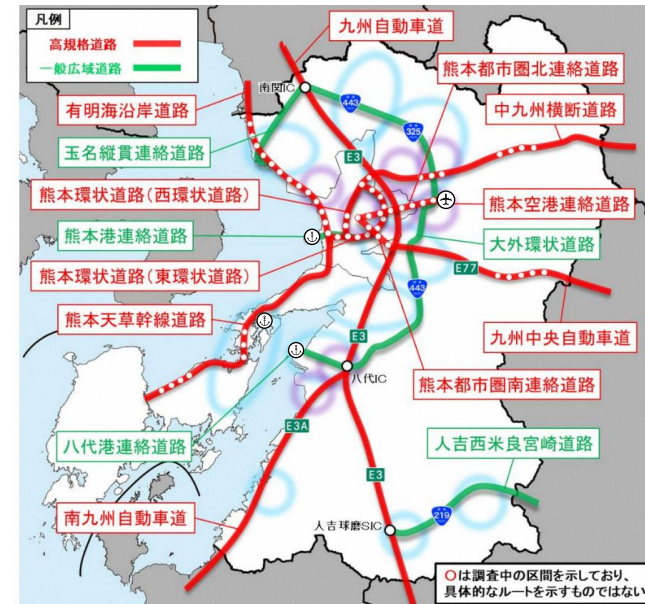 凡例
高規格道路
一般広域道路
九州自動車道
南関IC
443
熊本都市圏北連絡道路
有明海沿岸道路
325
中九州横断道路
玉名縦貫連絡道路
E3
熊本環状道路(西環状道路)
熊本空港連絡道路
熊本港連絡道路
大外環状道路
熊本環状道路(東環状道路)
E77
443
熊本天草幹線道路
E3
九州中央自動車道
八代IC
熊本都市圏南連絡道路
八代港連絡道路
E3A
人吉西米良宮崎道路
E3
南九州自動車道
219
人吉球磨SIC
○は調査中の区間を示しており、
具体的なルートを示すものではない